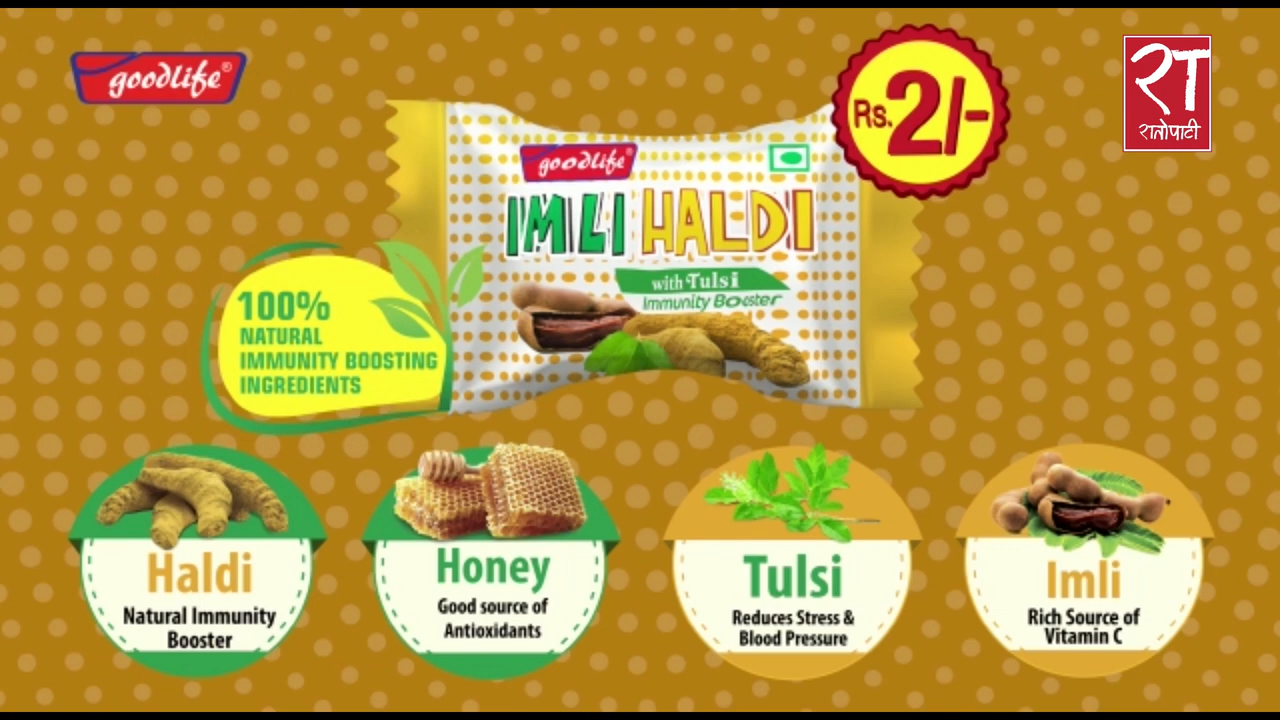 goodlife®
Rs. 2/-
रा
रातोपाटी
goodlife®
IMLI HALDI
with Tulsi
Immunity Booster
100%
NATURAL
IMMUNITY BOOSTING
INGREDIENTS
Haldi
Natural Immunity
Booster
Honey
Good source of
Antioxidants
Tulsi
Reduces Stress &
Blood Pressure
Imli
Rich Source of
Vitamin C